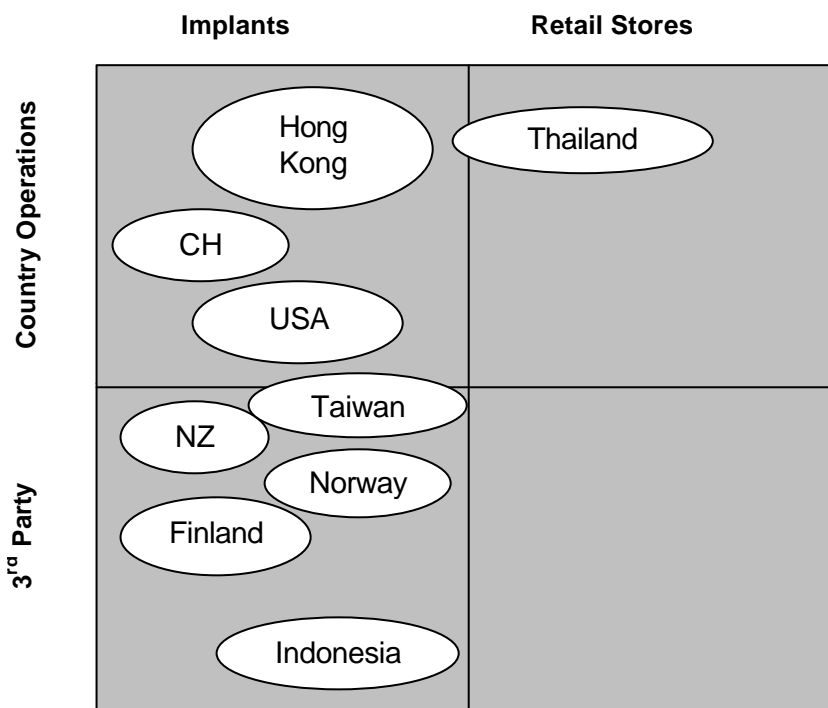 Implants Retail Stores
Country Operations
Hong
Kong
Thailand
CH
USA
3rd Party
Taiwan
NZ
Norway
Finland
Indonesia